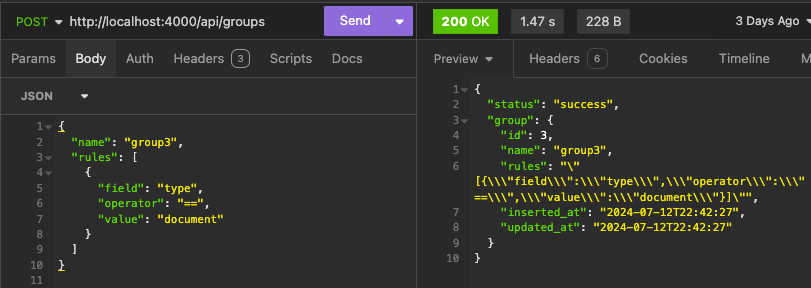 POST http://localhost:4000/api/groups Send
Params Body Auth Headers 3 Scripts Docs
JSON
1 {
2 "name": "group3",
3 "rules": [
4 {
5 "field": "type",
6 "operator": "==",
7 "value": "document"
8 }
9 ]
10 }
11
200 OK 1.47 s 228 B 3 Days Ago
Preview Headers 6 Cookies Timeline M
1 {
2 "status": "success",
3 "group": {
4 "id": 3,
5 "name": "group3",
6 "rules": "\"
[{\\\"field\\\":\\\"type\\\",\\\"operator\\\":\\\"
==\\\",\\\"value\\\":\\\"document\\\"}]\"",
7 "inserted_at": "2024-07-12T22:42:27",
8 "updated_at": "2024-07-12T22:42:27"
9 }
10 }